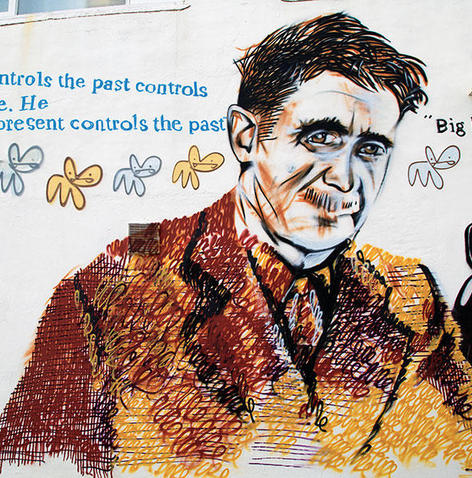 ntrols the past controls
e. He
present controls the past
"Big